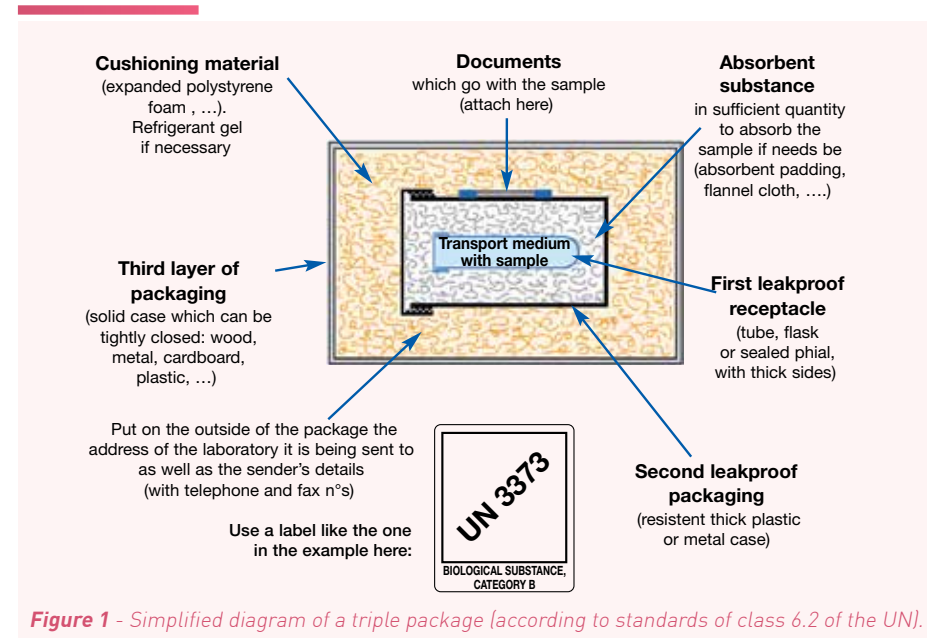 Cushioning material
(expanded polystyrene
foam , ...).
Refrigerant gel
if necessary
Documents
which go with the sample
(attach here)
Absorbent
substance
in sufficient quantity
to absorb the
sample if needs be
(absorbent padding,
flannel cloth, ....)
Transport medium
with sample
Third layer of
packaging
(solid case which can be
tightly closed: wood,
metal, cardboard,
plastic, ...)
First leakproof
receptacle
(tube, flask
or sealed phial,
with thick sides)
Put on the outside of the package the
address of the laboratory it is being sent to
as well as the sender's details
(with telephone and fax n°s)
Use a label like the one
in the example here:
UN 3373
BIOLOGICAL SUBSTANCE,
CATEGORY B
Second leakproof
packaging
(resistent thick plastic
or metal case)
Figure 1 - Simplified diagram of a triple package (according to standards of class 6.2 of the UN).